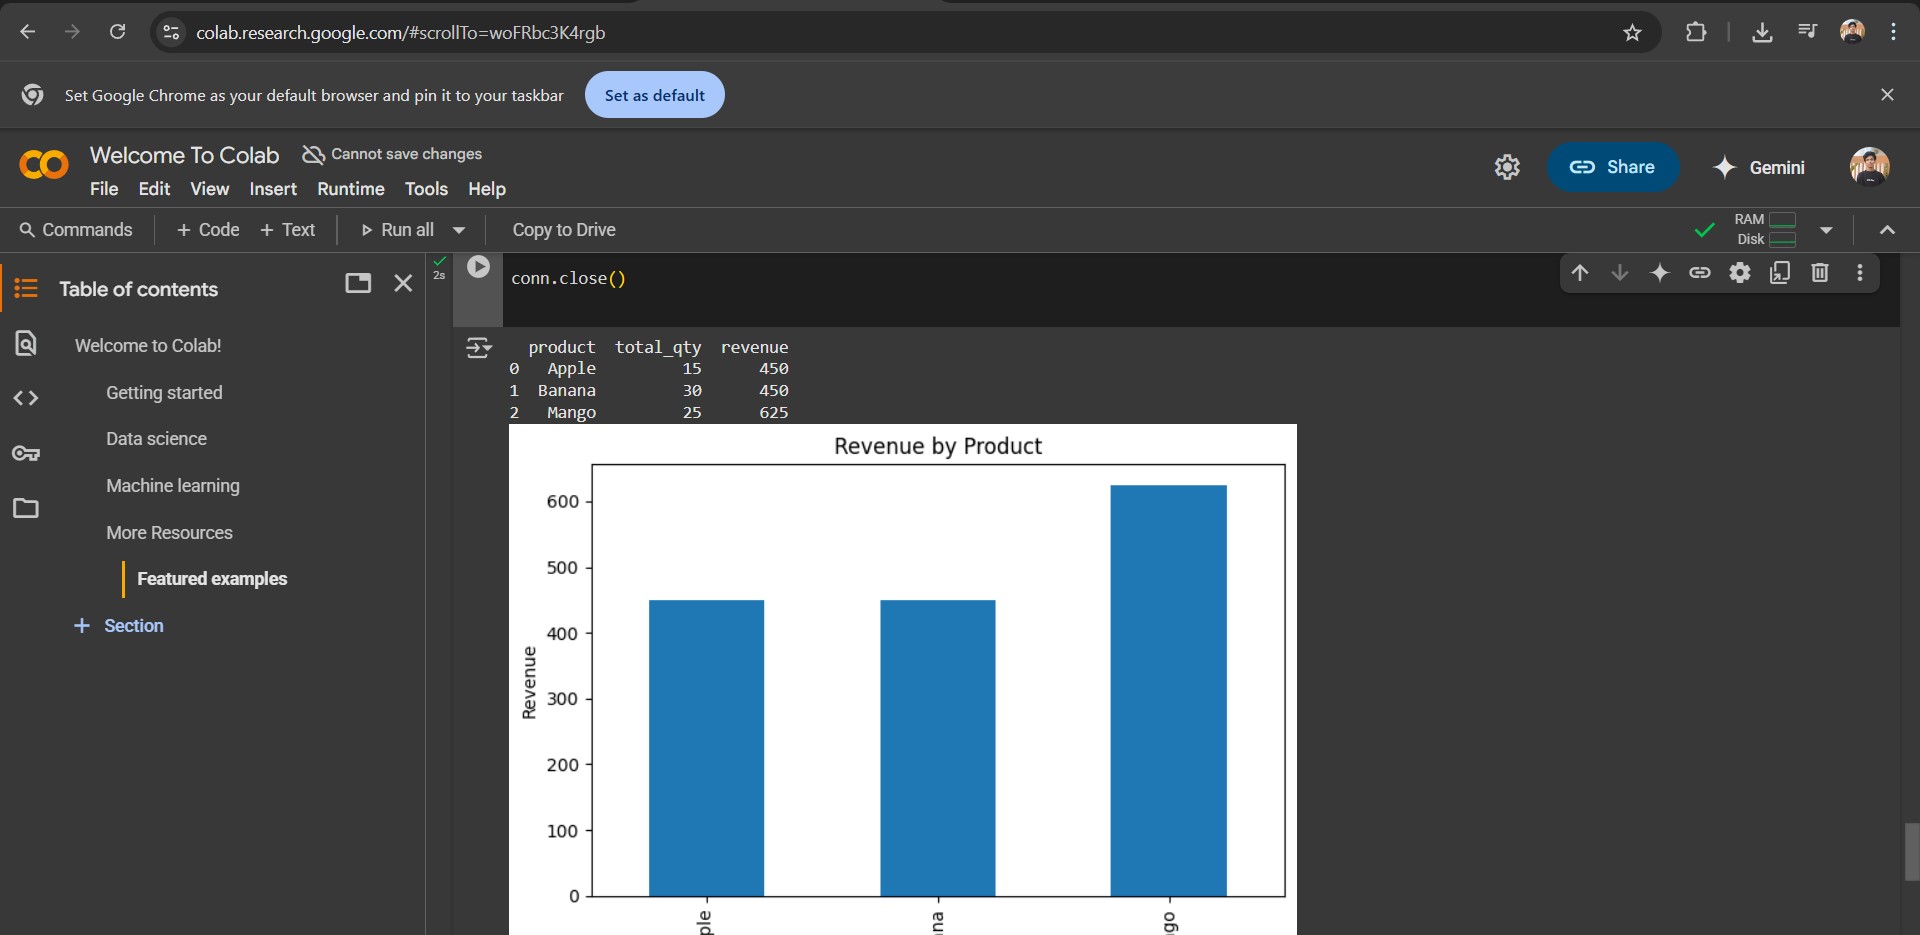 colab.research.google.com/#scrollTo=woFRbc3K4rgb
Set Google Chrome as your default browser and pin it to your taskbar
Set as default
Welcome To Colab
Cannot save changes
File Edit View Insert Runtime Tools Help
Share
Gemini
Commands
+ Code + Text
Run all
Copy to Drive
RAM
Disk
Table of contents
Welcome to Colab!
Getting started
Data science
Machine learning
More Resources
Featured examples
+ Section
2s
conn.close()
product total_qty revenue
0 Apple 15 450
1 Banana 30 450
2 Mango 25 625
Revenue by Product
600
500
400
300
200
100
0
Revenue
ple
na
go